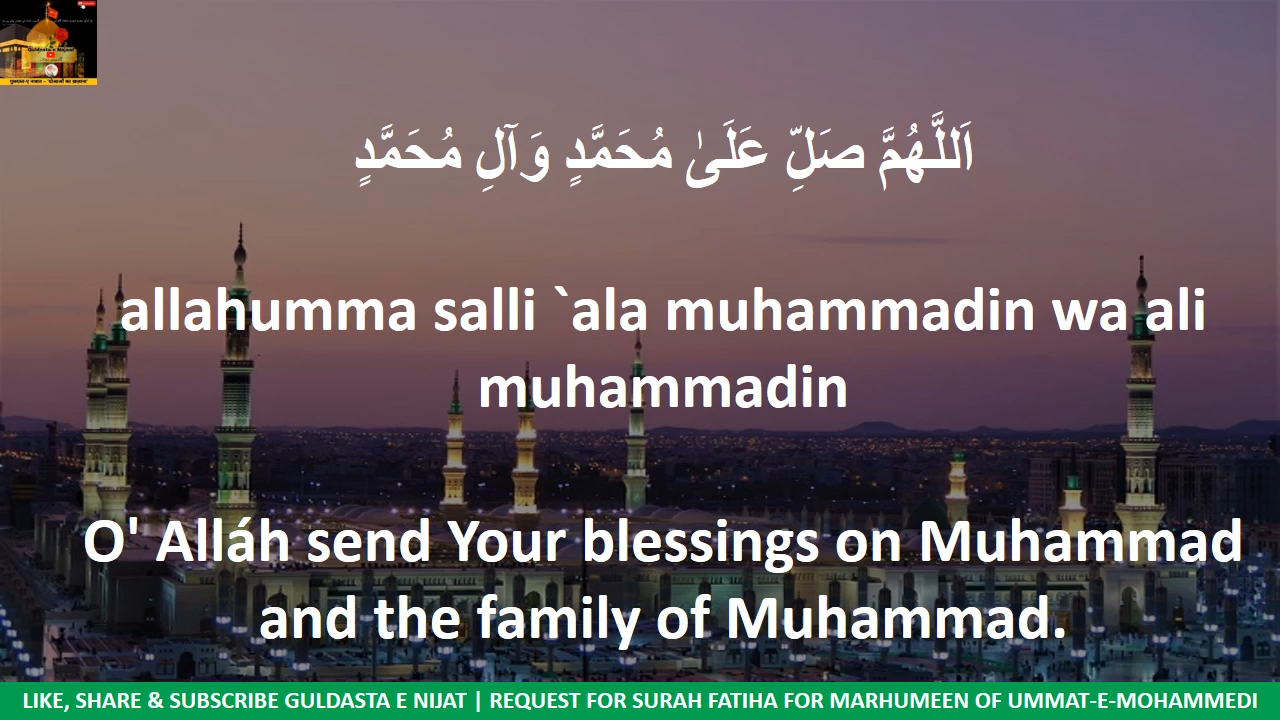 اَللَّهُمَّ صَلِّ عَلَىٰ مُحَمَّدٍ وَآلِ مُحَمَّدٍ
allahumma salli `ala muhammadin wa ali
muhammadin
O' Alláh send Your blessings on Muhammad
and the family of Muhammad.
LIKE, SHARE & SUBSCRIBE GULDASTA E NIJAT | REQUEST FOR SURAH FATIHA FOR MARHUMEEN OF UMMAT-E-MOHAMMEDI